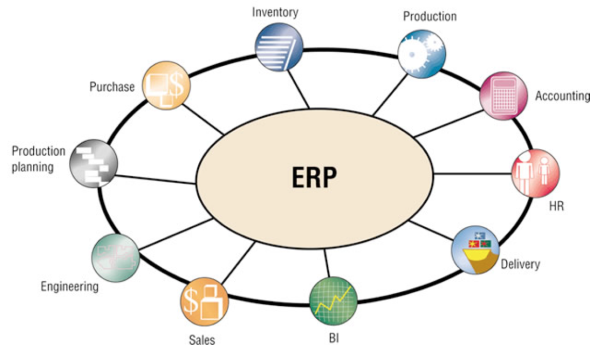 Inventory
Production
Purchase
Accounting
Production
planning
ERP
HR
Engineering
Delivery
Sales
BI
$
$